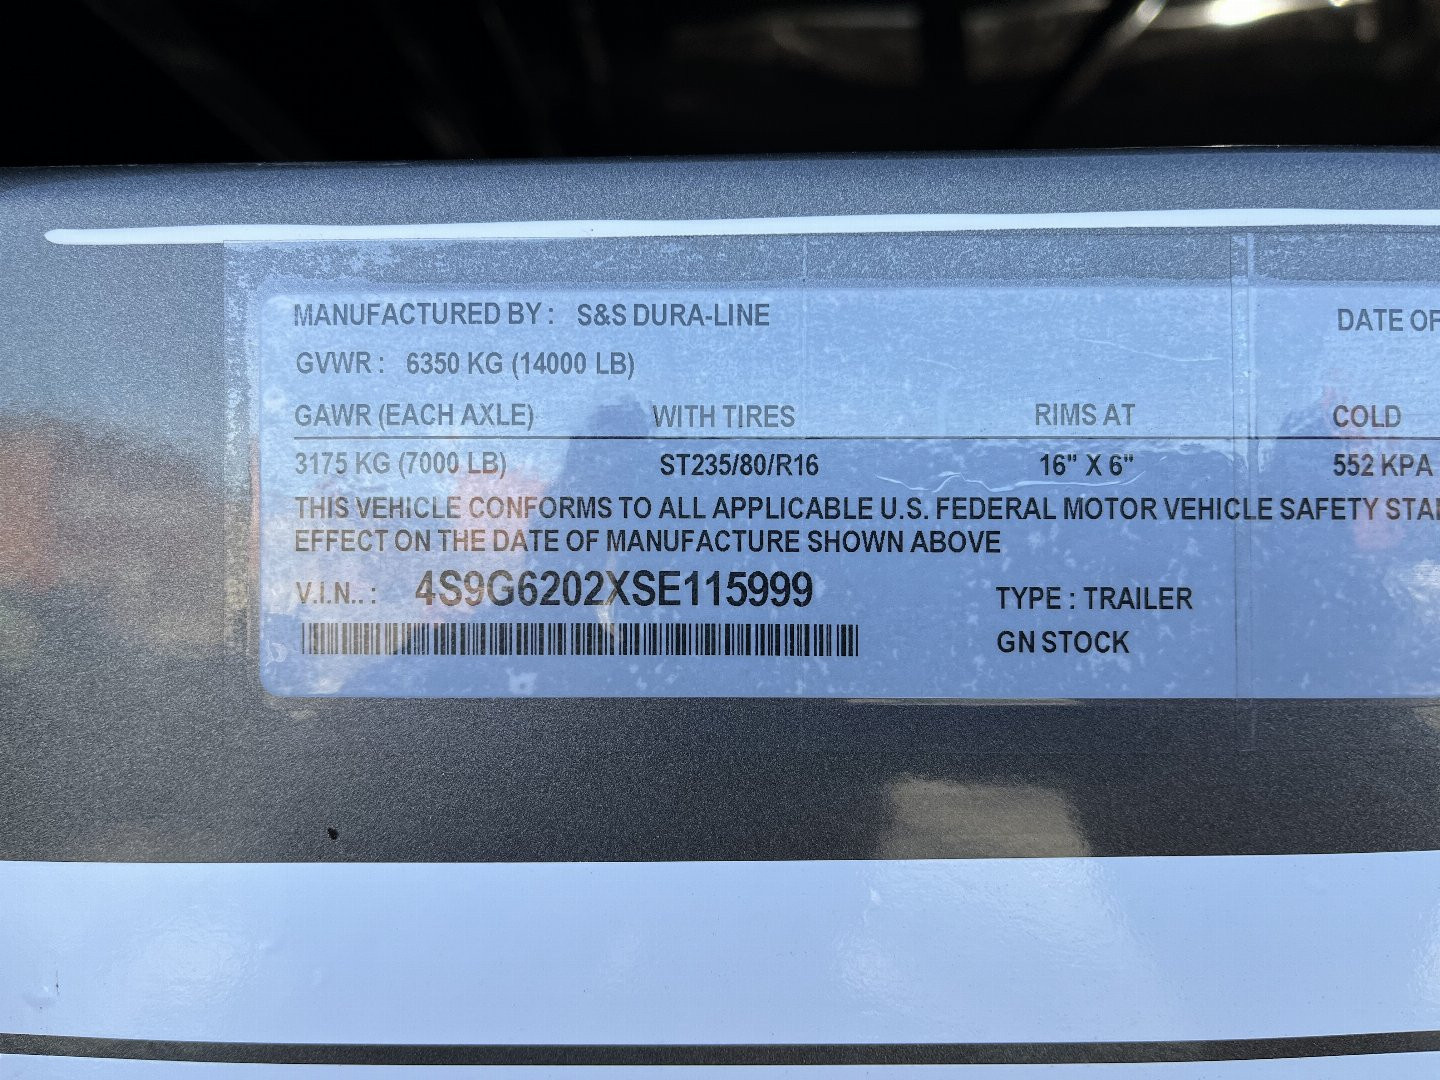 MANUFACTURED BY : S&S DURA-LINE DATE OF
GVWR : 6350 KG (14000 LB)
GAWR (EACH AXLE) WITH TIRES RIMS AT COLD
3175 KG (7000 LB) ST235/80/R16 16" X 6" 552 KPA
THIS VEHICLE CONFORMS TO ALL APPLICABLE U.S. FEDERAL MOTOR VEHICLE SAFETY STA
EFFECT ON THE DATE OF MANUFACTURE SHOWN ABOVE
V.I.N.. : 4S9G6202XSE115999 TYPE : TRAILER
GN STOCK